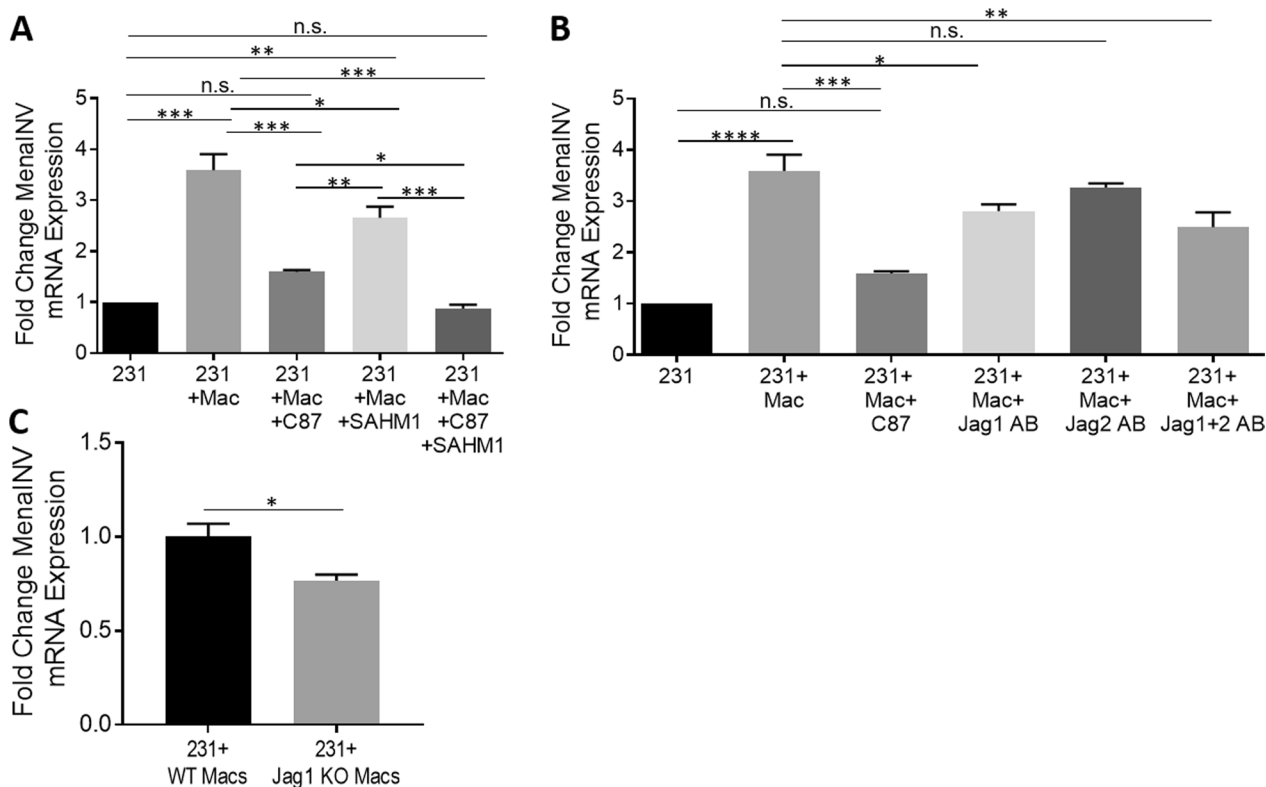 A
n.s.
**
***
n.s.
***
*
***
*
**
***
Fold Change MenaINV
mRNA Expression
5
4
3
2
1
0
231
231
+Mac
231
+Mac
+C87
231
+Mac
+SAHM1
231
+Mac
+C87
+SAHM1
B
**
n.s.
*
***
n.s.
****
Fold Change MenaINV
mRNA Expression
5
4
3
2
1
0
231
231+
Mac
231+
Mac+
C87
231+
Mac+
Jag1 AB
231+
Mac+
Jag2 AB
231+
Mac+
Jag1+2 AB
C
*
Fold Change MenaINV
mRNA Expression
1.5
1.0
0.5
0.0
231+
WT Macs
231+
Jag1 KO Macs